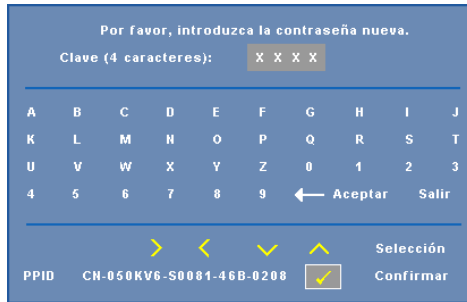 Por favor, introduzca la contraseña nueva.
Clave (4 caracteres): X X X X
A B C D E F G H I J
K L M N O P Q R S T
U V W X Y Z 0 1 2 3
4 5 6 7 8 9 Aceptar Salir
Selección
PPID CN-050KV6-S0081-46B-0208 Confirmar